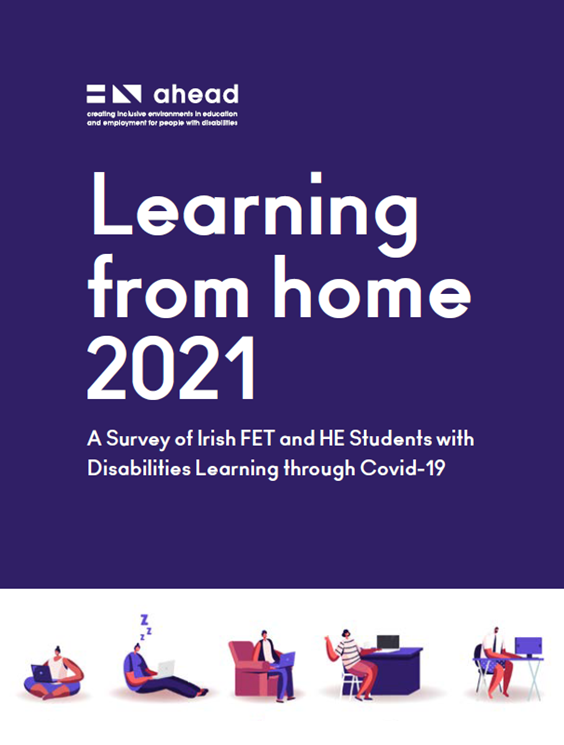 ahead
creating inclusive environments in education
and employment for people with disabilities
Learning
from home
2021
A Survey of Irish FET and HE Students with
Disabilities Learning through Covid-19
Z
Z
Z